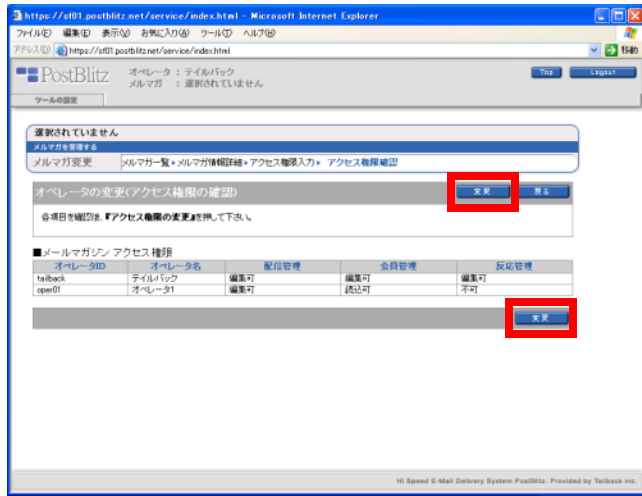 https://sf01.postblitz.net/service/index.html - Microsoft Internet Explorer
ファイル(F) 編集(E) 表示(V) お気に入り(A) ツール(T) ヘルプ(H)
アドレス(D) https://sf01.postblitz.net/service/index.html 移動
PostBlitz オペレータ : テイルバック Top Logout
メルマガ : 選択されていません
ツールの設定
選択されていません
メルマガを管理する
メルマガ変更 メルマガ一覧 ▸ メルマガ情報詳細 ▸ アクセス権限入力 ▸ アクセス権限確認
オペレータの変更(アクセス権限の確認) 変更 戻る
各項目を確認後、『アクセス権限の変更』を押して下さい。
■メールマガジン アクセス権限
オペレータID オペレータ名 配信管理 会員管理 反応管理
tailback テイルバック 編集可 編集可 編集可
oper01 オペレータ1 編集可 読込可 不可
変更
Hi Speed E-Mail Delivery System PostBlitz. Provided by Tailback inc.